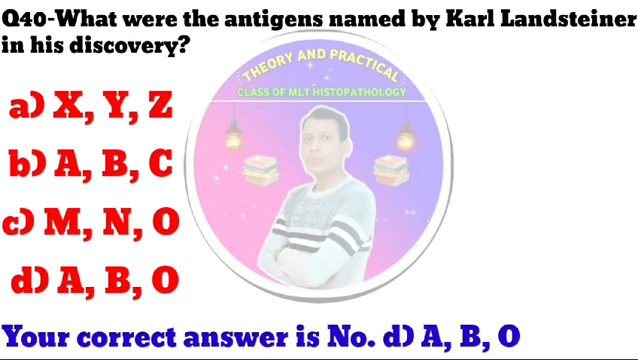 Q40-What were the antigens named by Karl Landsteiner
in his discovery?
THEORY AND PRACTICAL
CLASS OF MLT HISTOPATHOLOGY
a) X, Y, Z
b) A, B, C
c) M, N, O
d) A, B, O
Your correct answer is No. d) A, B, O